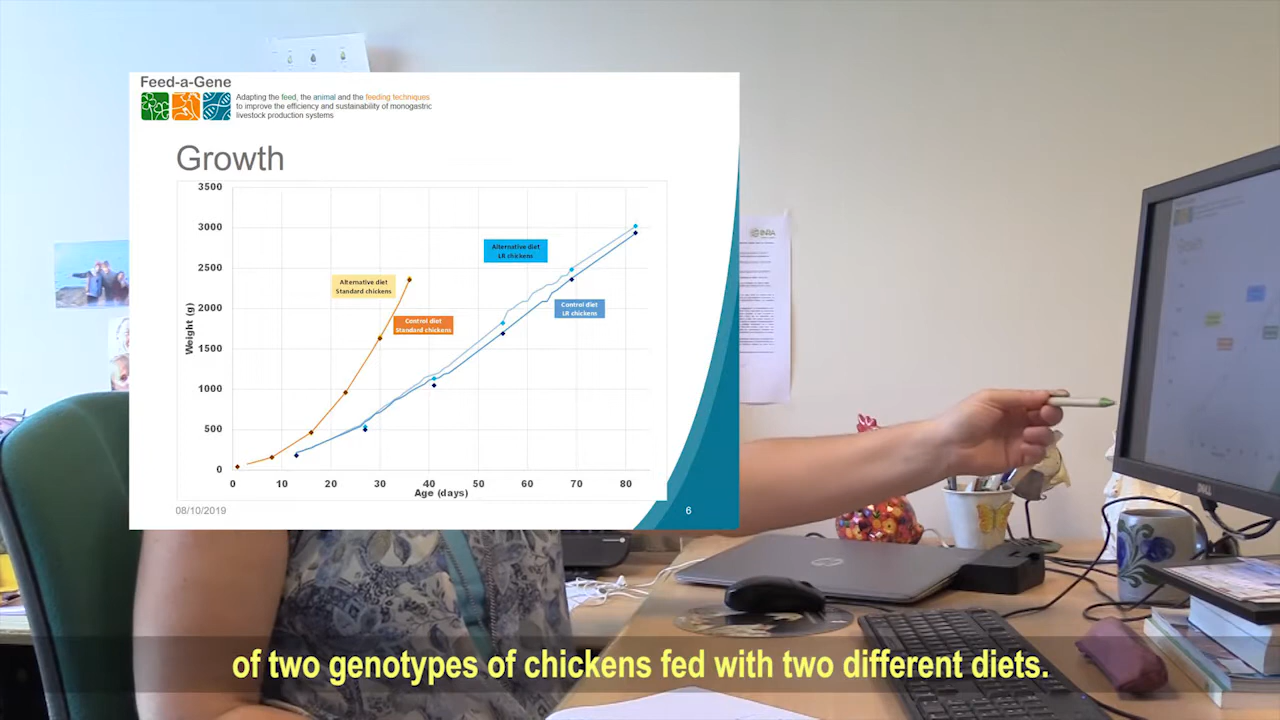 Feed-a-Gene
Adapting the feed, the animal and the feeding techniques
to improve the efficiency and sustainability of monogastric
livestock production systems
Growth
3500
3000
2500
2000
1500
1000
500
0
Weight (g)
Alternative diet
Standard chickens
Control diet
Standard chickens
Alternative diet
LR chickens
Control diet
LR chickens
0 10 20 30 40 50 60 70 80
Age (days)
08/10/2019
6
INRA
DELL
of two genotypes of chickens fed with two different diets.